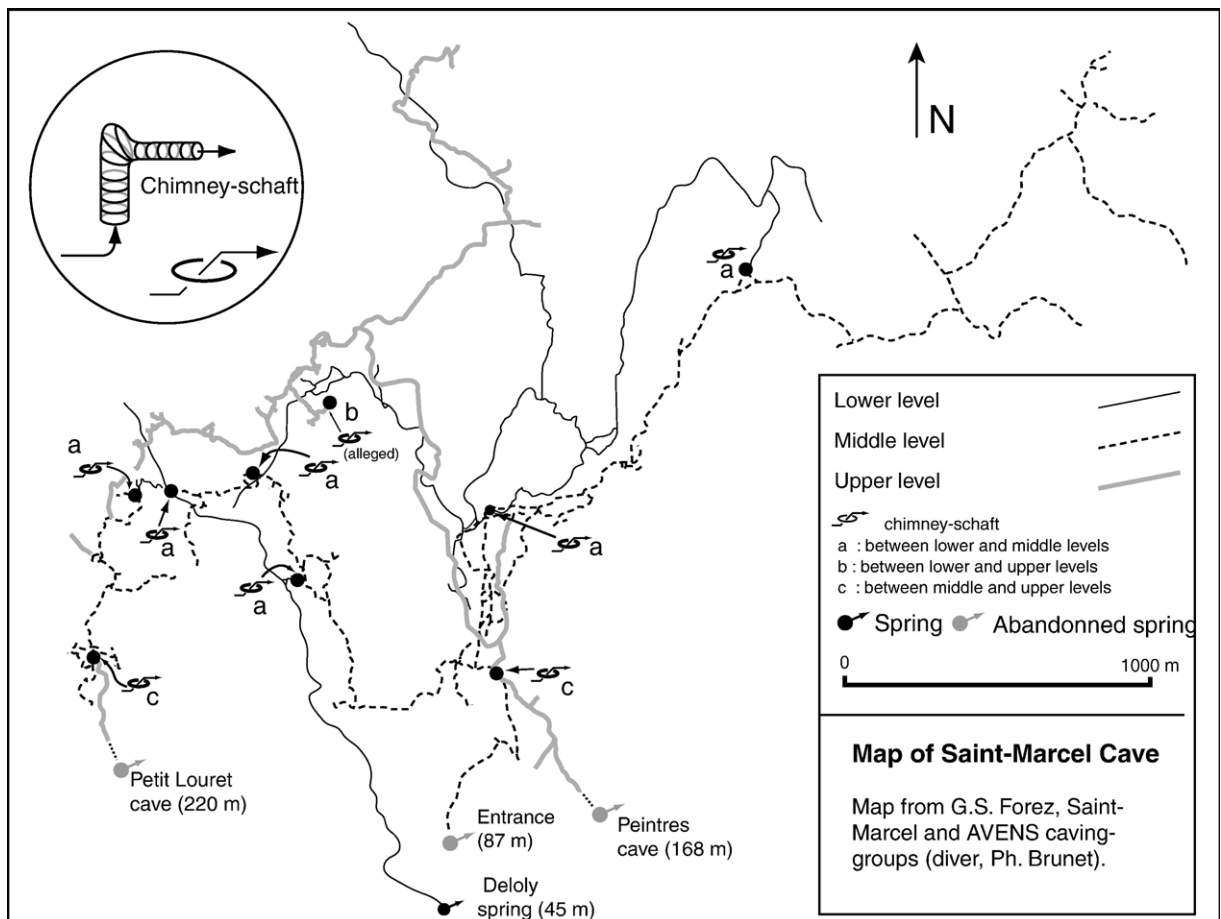 Chimney-schaft
N
a
b
(alleged)
a
a
a
a
a
c
c
Petit Louret
cave (220 m)
Entrance
(87 m)
Peintres
cave (168 m)
Deloly
spring (45 m)
Lower level
Middle level
Upper level
chimney-schaft
a : between lower and middle levels
b : between lower and upper levels
c : between middle and upper levels
Spring Abandonned spring
0 1000 m
Map of Saint-Marcel Cave
Map from G.S. Forez, Saint-
Marcel and AVENS caving-
groups (diver, Ph. Brunet).